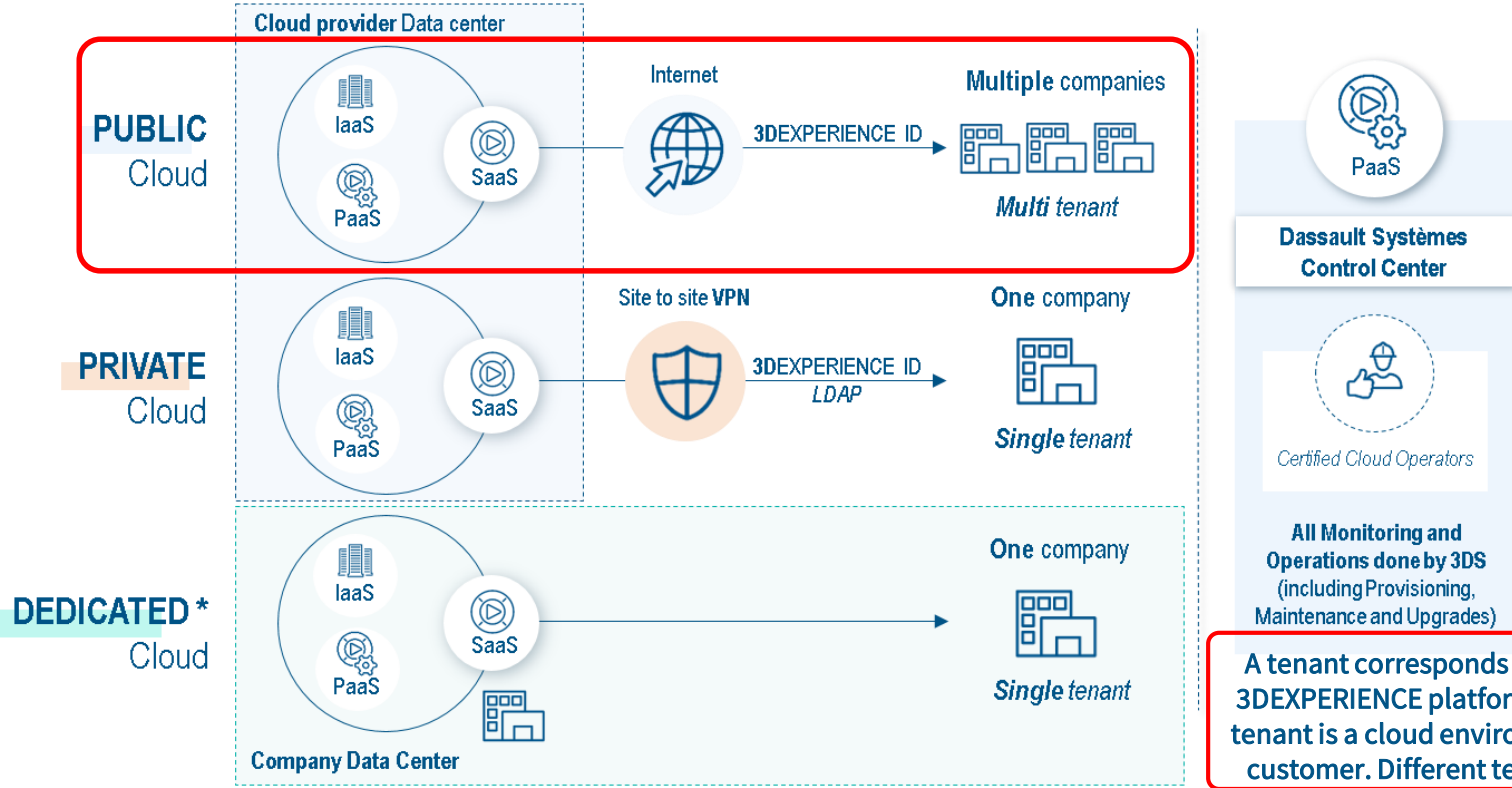 Cloud provider Data center
PUBLIC
Cloud
IaaS
PaaS
SaaS
Internet
3DEXPERIENCE ID
Multiple companies
Multi tenant
PRIVATE
Cloud
IaaS
PaaS
SaaS
Site to site VPN
3DEXPERIENCE ID
LDAP
One company
Single tenant
DEDICATED *
Cloud
IaaS
PaaS
SaaS
Company Data Center
One company
Single tenant
PaaS
Dassault Systèmes
Control Center
Certified Cloud Operators
All Monitoring and
Operations done by 3DS
(including Provisioning,
Maintenance and Upgrades)
A tenant corresponds
3DEXPERIENCE
tenant is a cloud
customer. Different